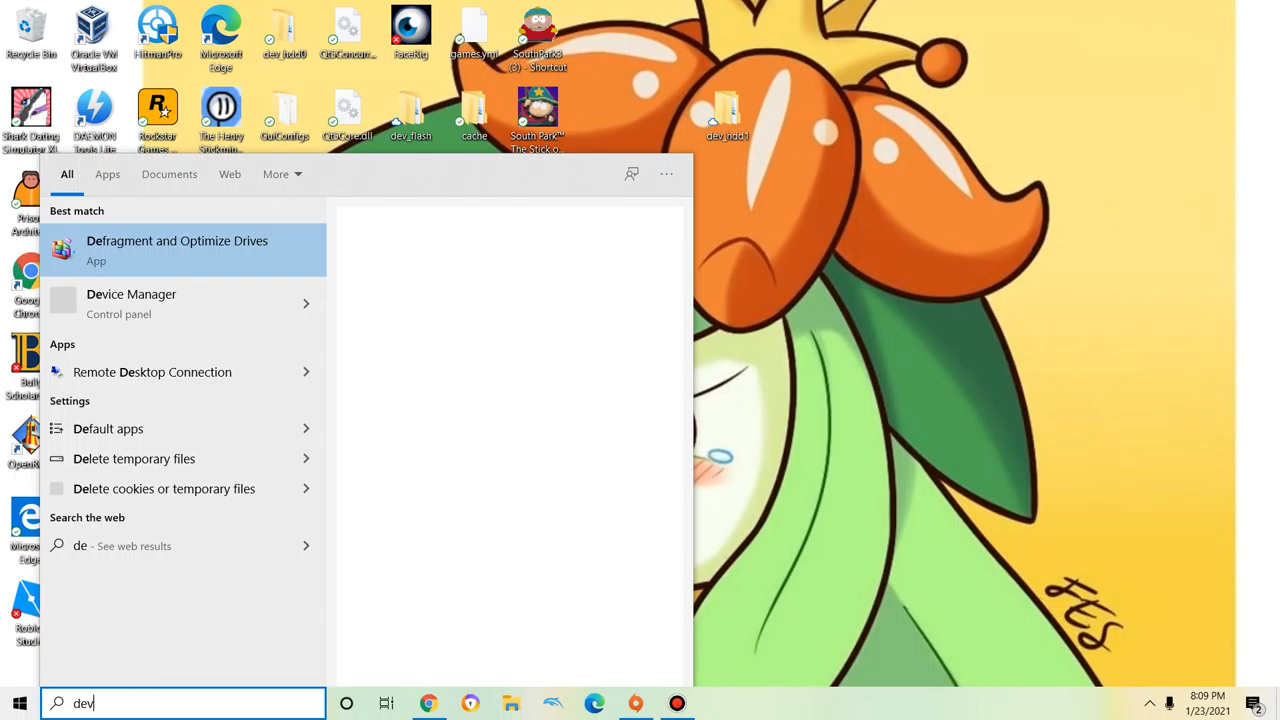 Recycle Bin
Oracle VM
VirtualBox
HitmanPro
Microsoft
Edge
dev_hdd0
Qt5Concurr...
FaceRig
games.yml
SouthPark3
(3) - Shortcut
Shark Dating
Simulator XL
DAEMON
Tools Lite
Rockstar
Games ...
The Henry
Stickmin...
GuiConfigs
Qt5Core.dll
dev_flash
cache
South Park™
The Stick o...
dev_hdd1
All
Apps
Documents
Web
More
Best match
Defragment and Optimize Drives
App
Device Manager
Control panel
Apps
Remote Desktop Connection
Settings
Default apps
Delete temporary files
Delete cookies or temporary files
Search the web
de - See web results
FES
dev
8:09 PM
1/23/2021
2